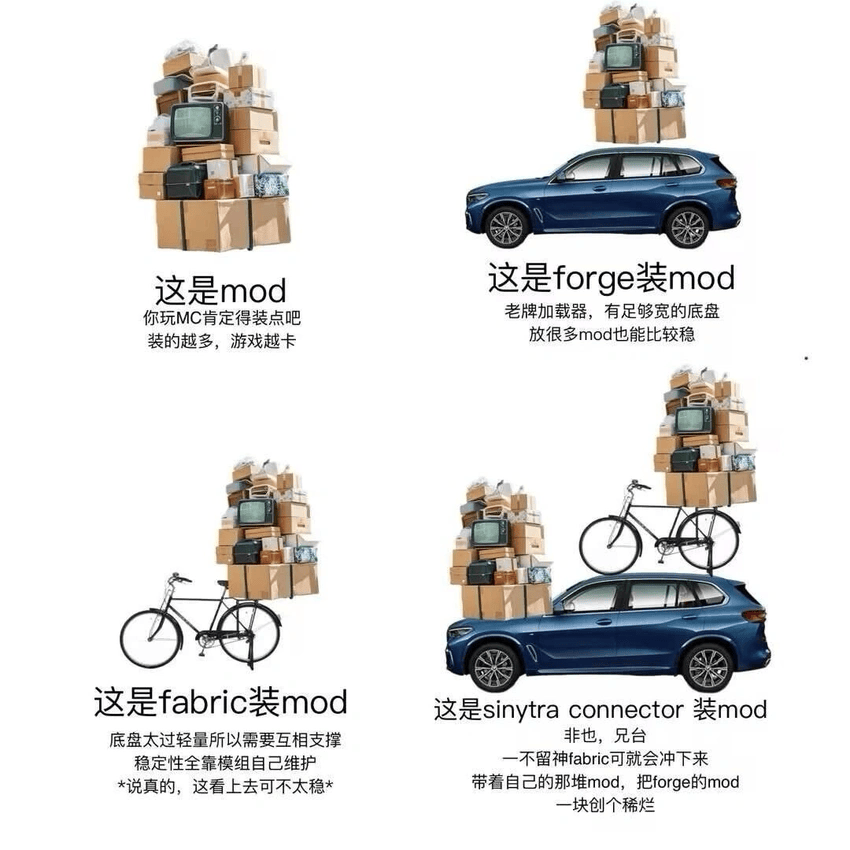 这是mod
你玩MC肯定得装点吧
装的越多，游戏越卡
这是forge装mod
老牌加载器，有足够宽的底盘
放很多mod也能比较稳
这是fabric装mod
底盘太过轻量所以需要互相支撑
稳定性全靠模组自己维护
*说真的，这看上去可不太稳*
这是sinytra connector 装mod
非也，兄台
一不留神fabric可就会冲下来
带着自己的那堆mod，把forge的mod
一块创个稀烂